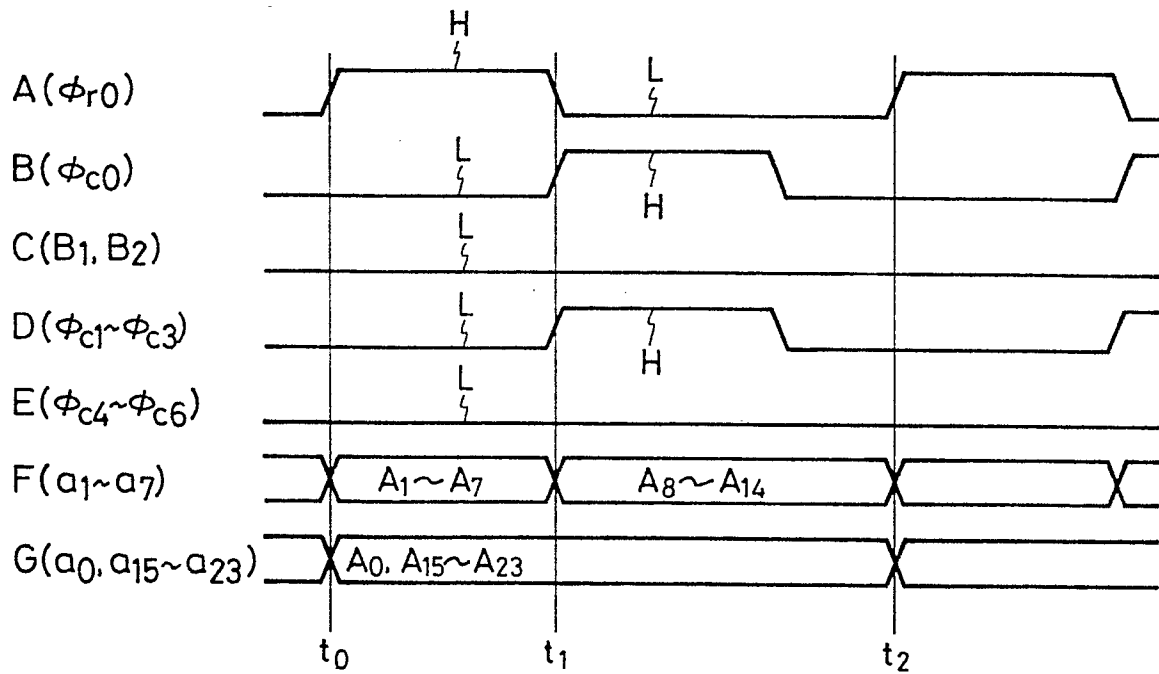 H
A(ϕr0) L
B(ϕc0) L H
C(B1, B2) L
D(ϕc1~ϕc3) L H
E(ϕc4~ϕc6) L
F(a1~a7) A1~A7 A8~A14
G(a0, a15~a23) A0, A15~A23
t0 t1 t2